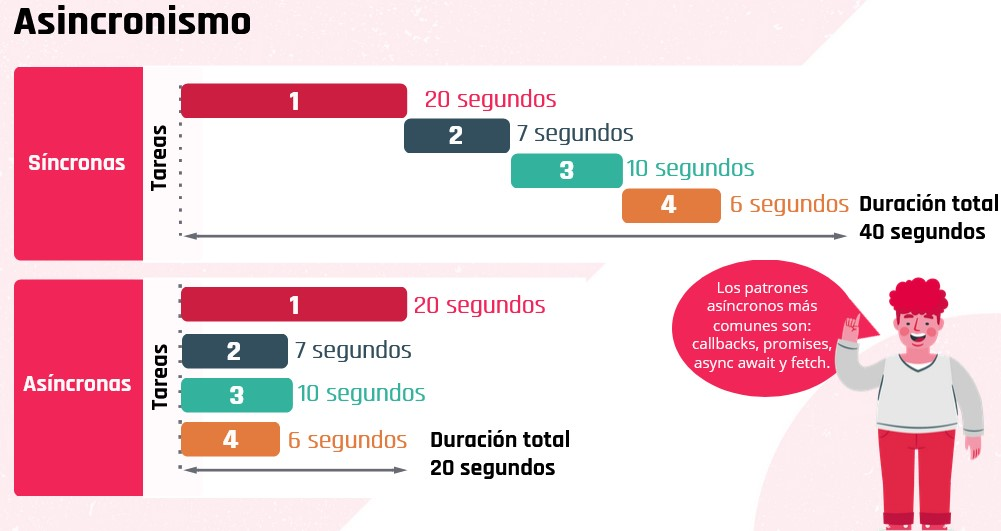 Asincronismo
Síncronas
Tareas
1
20 segundos
2
7 segundos
3
10 segundos
4
6 segundos
Duración total
40 segundos
Asíncronas
Tareas
1
20 segundos
2
7 segundos
3
10 segundos
4
6 segundos
Duración total
20 segundos
Los patrones
asíncronos más
comunes son:
callbacks, promises,
async await y fetch.